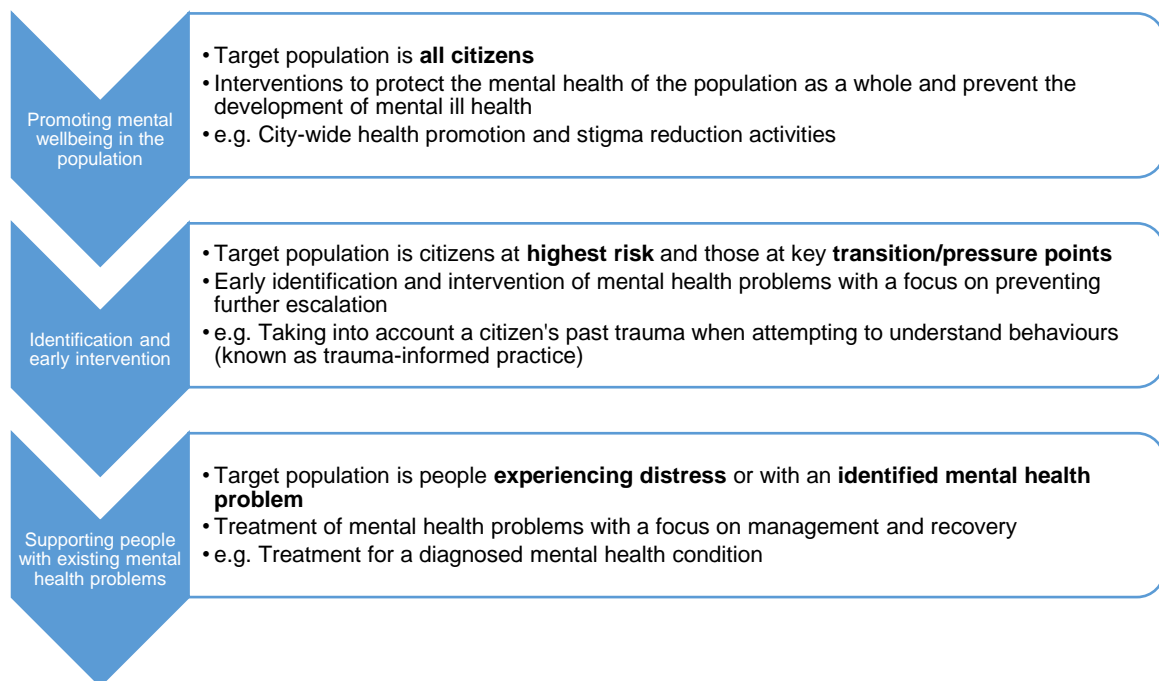 Promoting mental
wellbeing in the
population
• Target population is all citizens
• Interventions to protect the mental health of the population as a whole and prevent the
development of mental ill health
• e.g. City-wide health promotion and stigma reduction activities
Identification and
early intervention
• Target population is citizens at highest risk and those at key transition/pressure points
• Early identification and intervention of mental health problems with a focus on preventing
further escalation
• e.g. Taking into account a citizen's past trauma when attempting to understand behaviours
(known as trauma-informed practice)
Supporting people
with existing mental
health problems
• Target population is people experiencing distress or with an identified mental health
problem
• Treatment of mental health problems with a focus on management and recovery
• e.g. Treatment for a diagnosed mental health condition